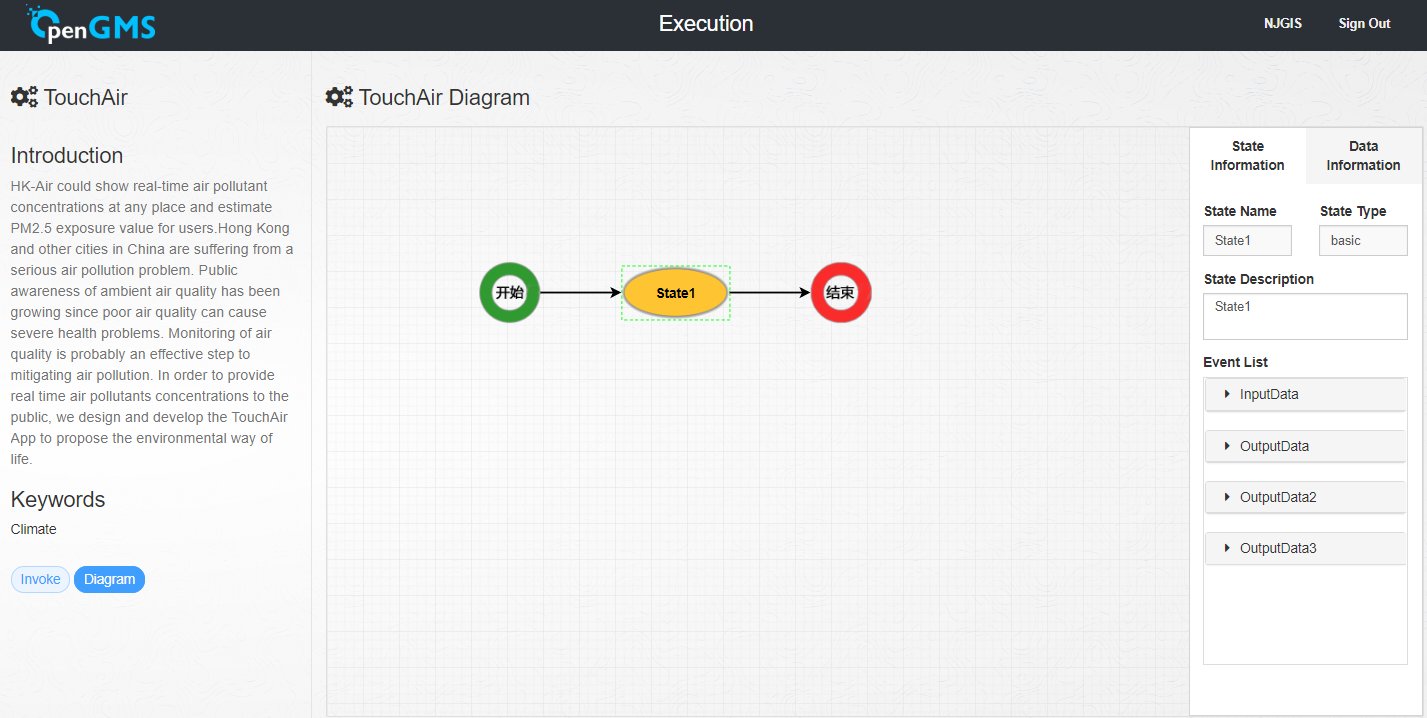 OpenGMS
Execution
NJGIS
Sign Out
TouchAir
Introduction
HK-Air could show real-time air pollutant
concentrations at any place and estimate
PM2.5 exposure value for users.Hong Kong
and other cities in China are suffering from a
serious air pollution problem. Public
awareness of ambient air quality has been
growing since poor air quality can cause
severe health problems. Monitoring of air
quality is probably an effective step to
mitigating air pollution. In order to provide
real time air pollutants concentrations to the
public, we design and develop the TouchAir
App to propose the environmental way of
life.
Keywords
Climate
Invoke
Diagram
TouchAir Diagram
开始
State1
结束
State
Information
Data
Information
State Name
State Type
State1
basic
State Description
State1
Event List
InputData
OutputData
OutputData2
OutputData3